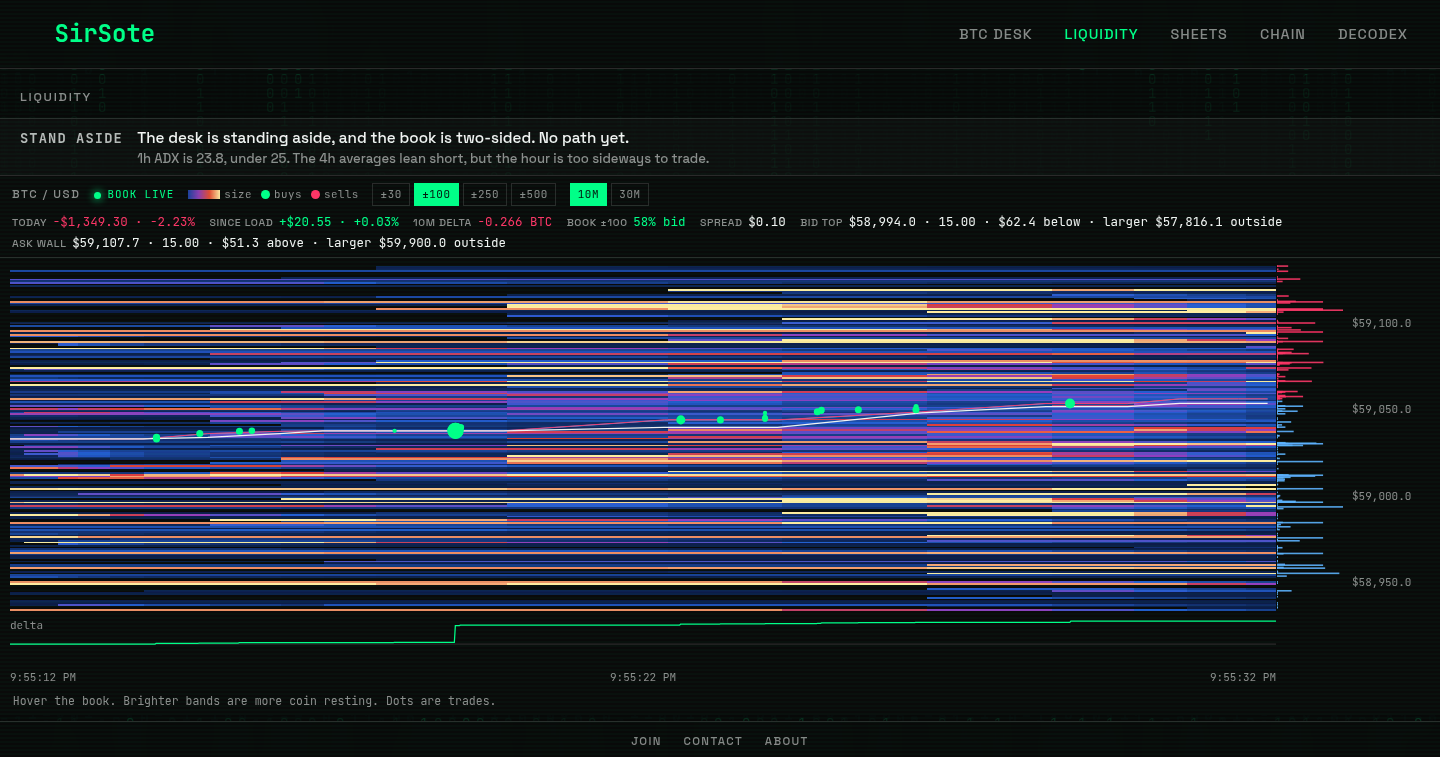 SirSote
BTC DESK LIQUIDITY SHEETS CHAIN DECODEX
LIQUIDITY
STAND ASIDE The desk is standing aside, and the book is two-sided. No path yet.
1h ADX is 23.8, under 25. The 4h averages lean short, but the hour is too sideways to trade.
BTC / USD BOOK LIVE size buys sells ±30 ±100 ±250 ±500 10M 30M
TODAY -$1,349.30 · -2.23% SINCE LOAD +$20.55 · +0.03% 10M DELTA -0.266 BTC BOOK ±100 58% bid SPREAD $0.10 BID TOP $58,994.0 · 15.00 · $62.4 below · larger $57,816.1 outside
ASK WALL $59,107.7 · 15.00 · $51.3 above · larger $59,900.0 outside
$59,100.0
$59,050.0
$59,000.0
$58,950.0
delta
9:55:12 PM 9:55:22 PM 9:55:32 PM
Hover the book. Brighter bands are more coin resting. Dots are trades.
JOIN CONTACT ABOUT